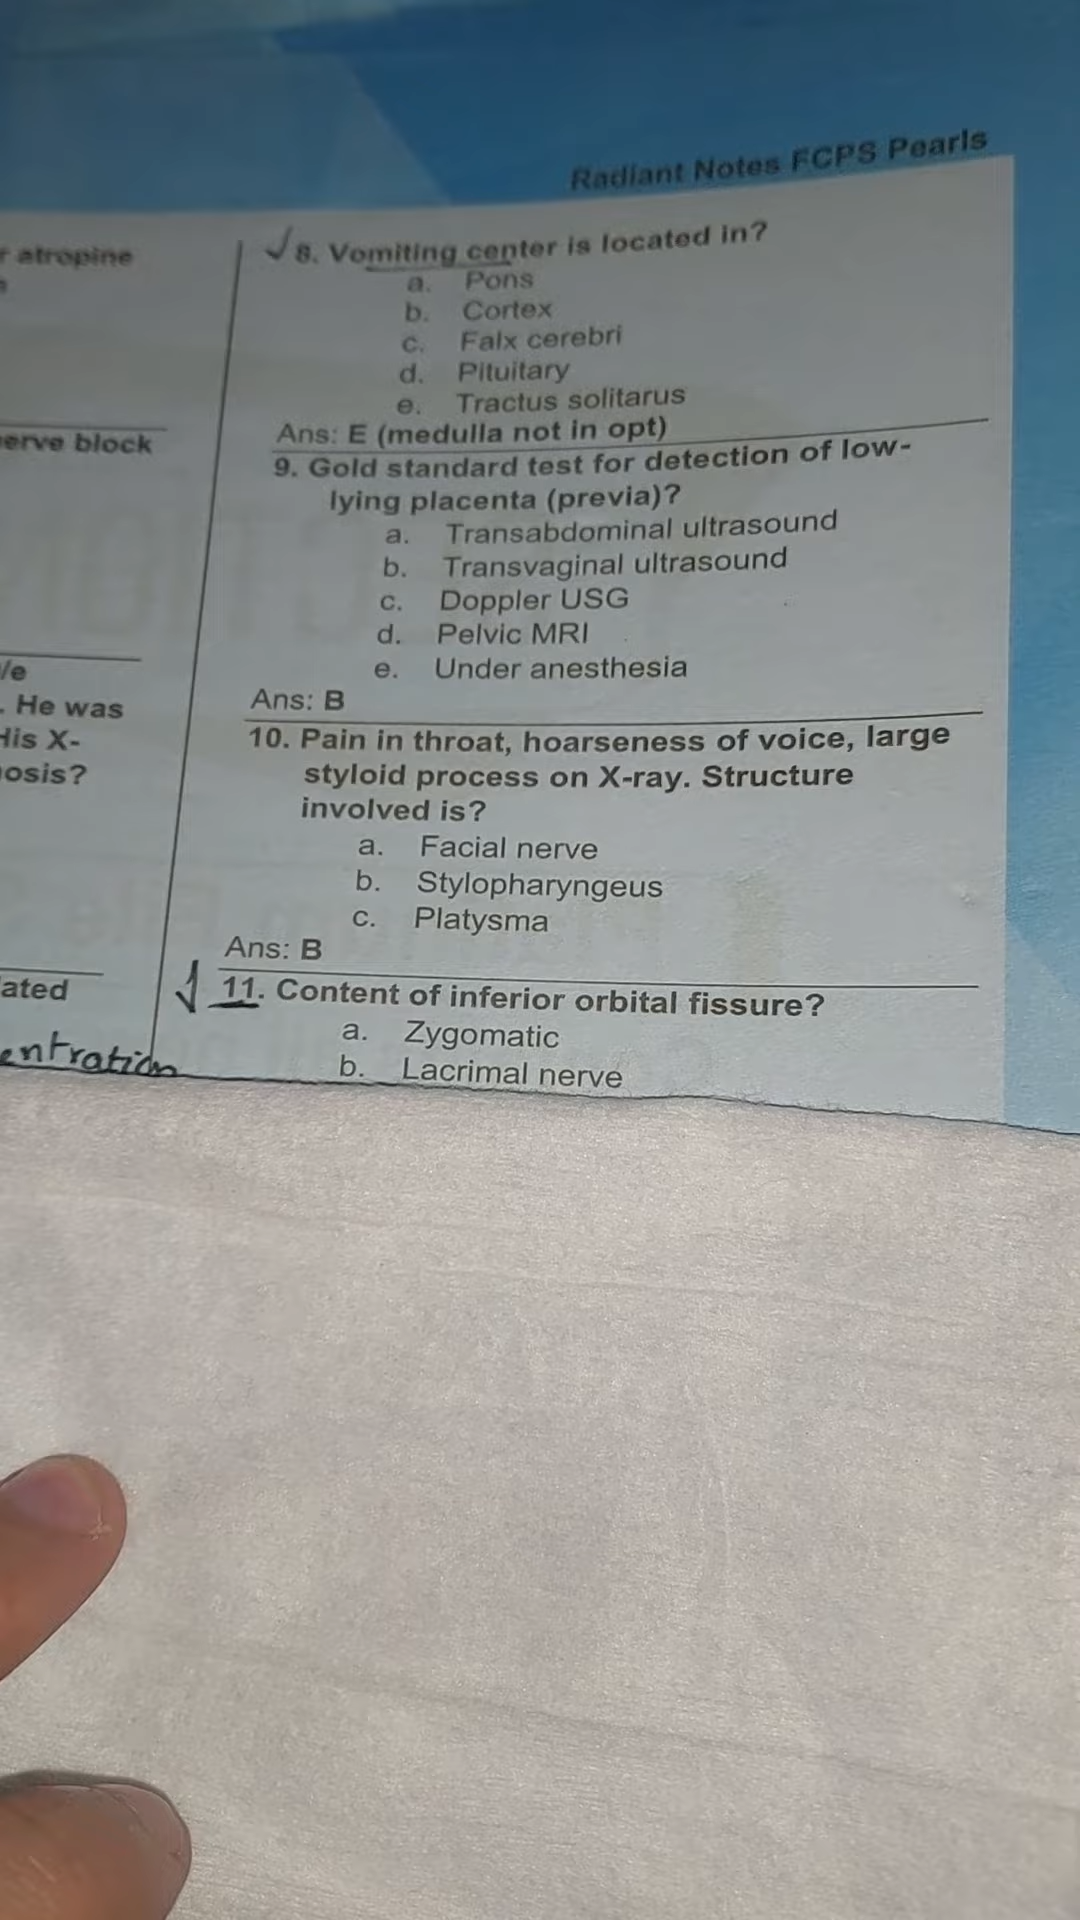 Radiant Notes FCPS Pearls
atropine
erve block
/e
. He was
His X-
osis?
ated
entration
8. Vomiting center is located in?
a. Pons
b. Cortex
c. Falx cerebri
d. Pituitary
e. Tractus solitarus
Ans: E (medulla not in opt)
9. Gold standard test for detection of low-
lying placenta (previa)?
a. Transabdominal ultrasound
b. Transvaginal ultrasound
c. Doppler USG
d. Pelvic MRI
e. Under anesthesia
Ans: B
10. Pain in throat, hoarseness of voice, large
styloid process on X-ray. Structure
involved is?
a. Facial nerve
b. Stylopharyngeus
c. Platysma
Ans: B
11. Content of inferior orbital fissure?
a. Zygomatic
b. Lacrimal nerve